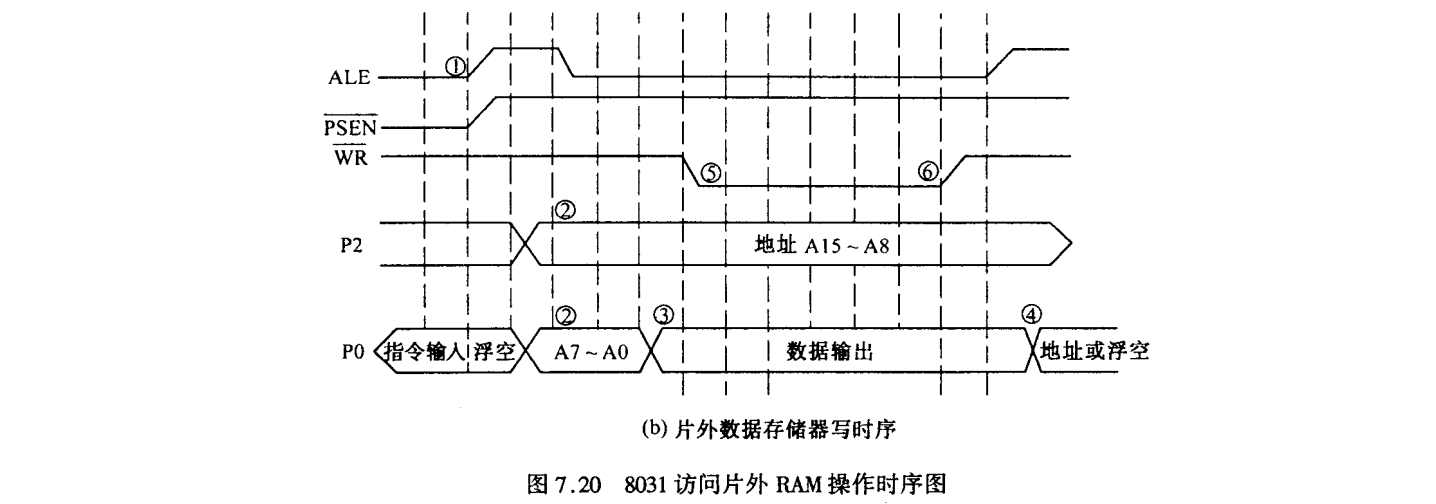 ALE ①
PSEN
WR ⑤ ⑥
P2 ② 地址 A15~A8
P0 指令输入 浮空 ② A7~A0 ③ 数据输出 ④ 地址或浮空
(b) 片外数据存储器写时序
图 7.20 8031 访问片外 RAM 操作时序图